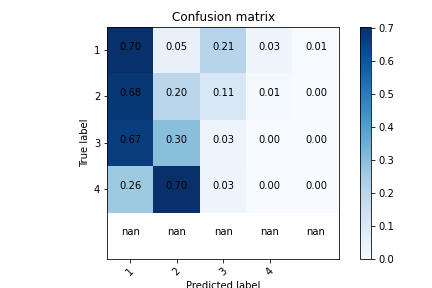 Confusion matrix
1 0.70 0.05 0.21 0.03 0.01
2 0.68 0.20 0.11 0.01 0.00
3 0.67 0.30 0.03 0.00 0.00
4 0.26 0.70 0.03 0.00 0.00
nan nan nan nan nan
1 2 3 4
True label
Predicted label
0.7
0.6
0.5
0.4
0.3
0.2
0.1
0.0